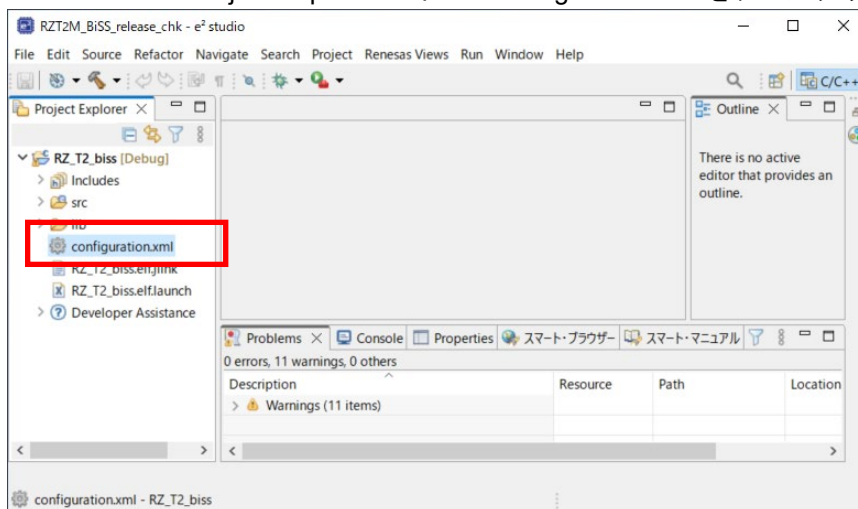 RZT2M_BiSS_release_chk - e² studio
File Edit Source Refactor Navigate Search Project Renesas Views Run Window Help
C/C++
Project Explorer
Outline
RZ_T2_biss [Debug]
Includes
src
lib
configuration.xml
RZ_T2_biss.elf.jlink
RZ_T2_biss.elf.launch
Developer Assistance
There is no active
editor that provides an
outline.
Problems Console Properties スマート・ブラウザー スマート・マニュアル
0 errors, 11 warnings, 0 others
Description Resource Path Location
Warnings (11 items)
configuration.xml - RZ_T2_biss